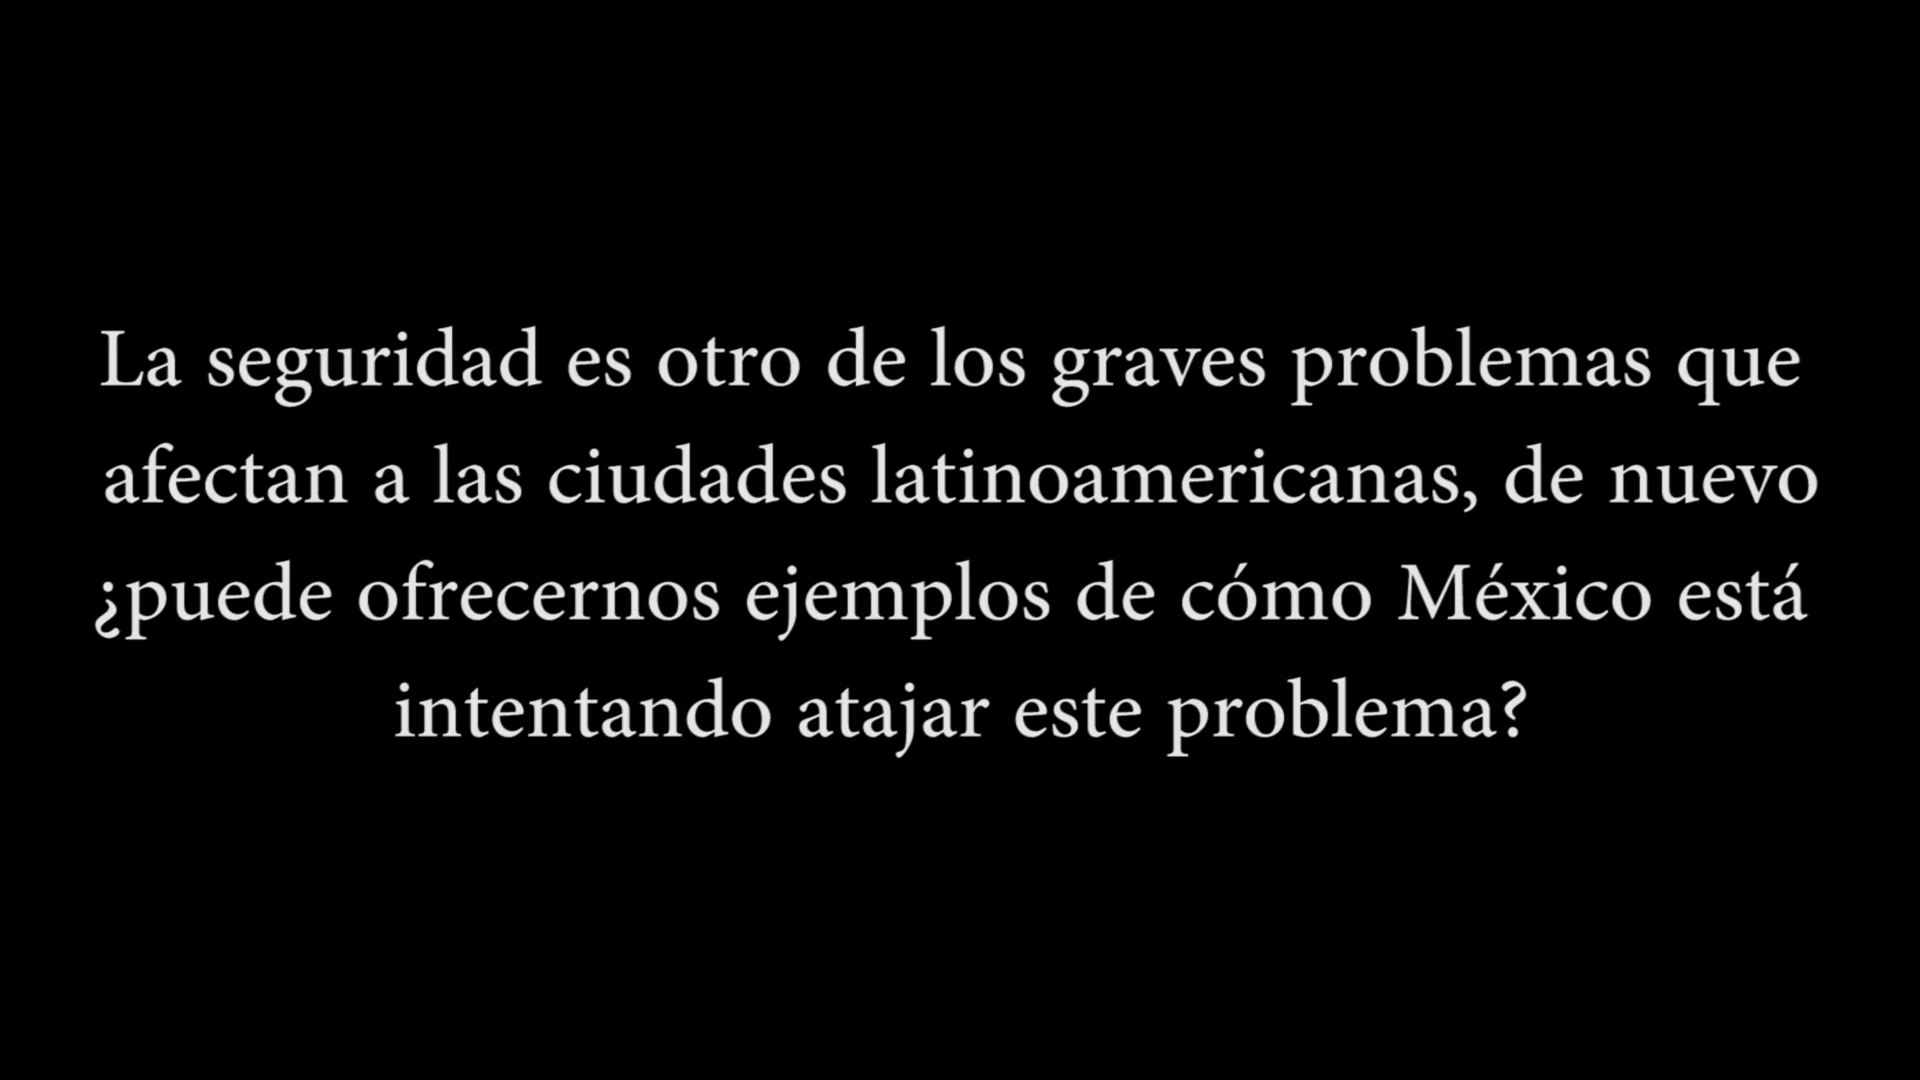 La seguridad es otro de los graves problemas que
afectan a las ciudades latinoamericanas, de nuevo
¿puede ofrecernos ejemplos de cómo México está
intentando atajar este problema?